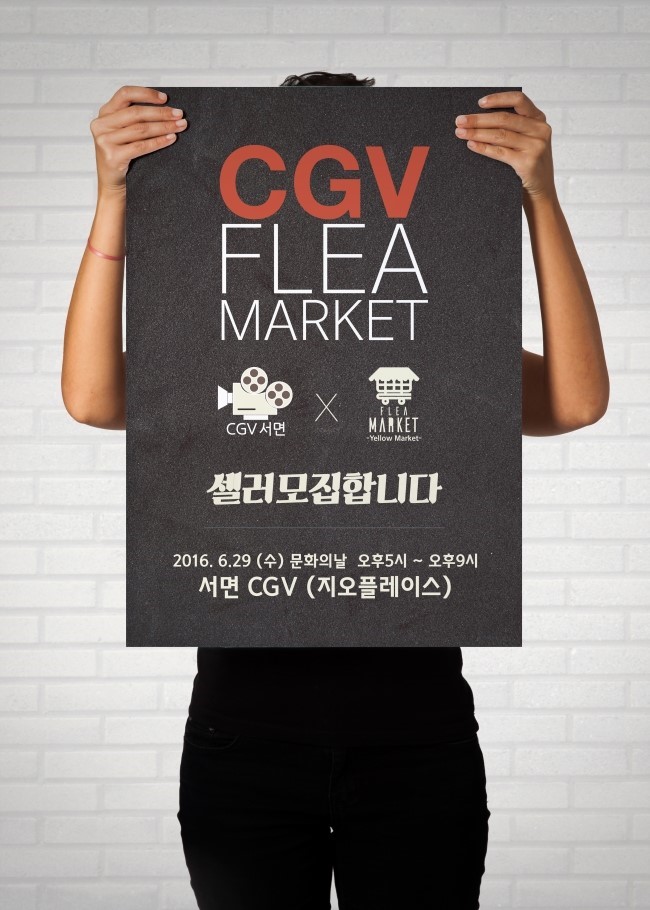 CGV
FLEA
MARKET
CGV 서면
X
FLEA
MARKET
-Yellow Market-
셀러모집합니다
2016. 6.29 (수) 문화의날 오후5시 ~ 오후9시
서면 CGV (지오플레이스)